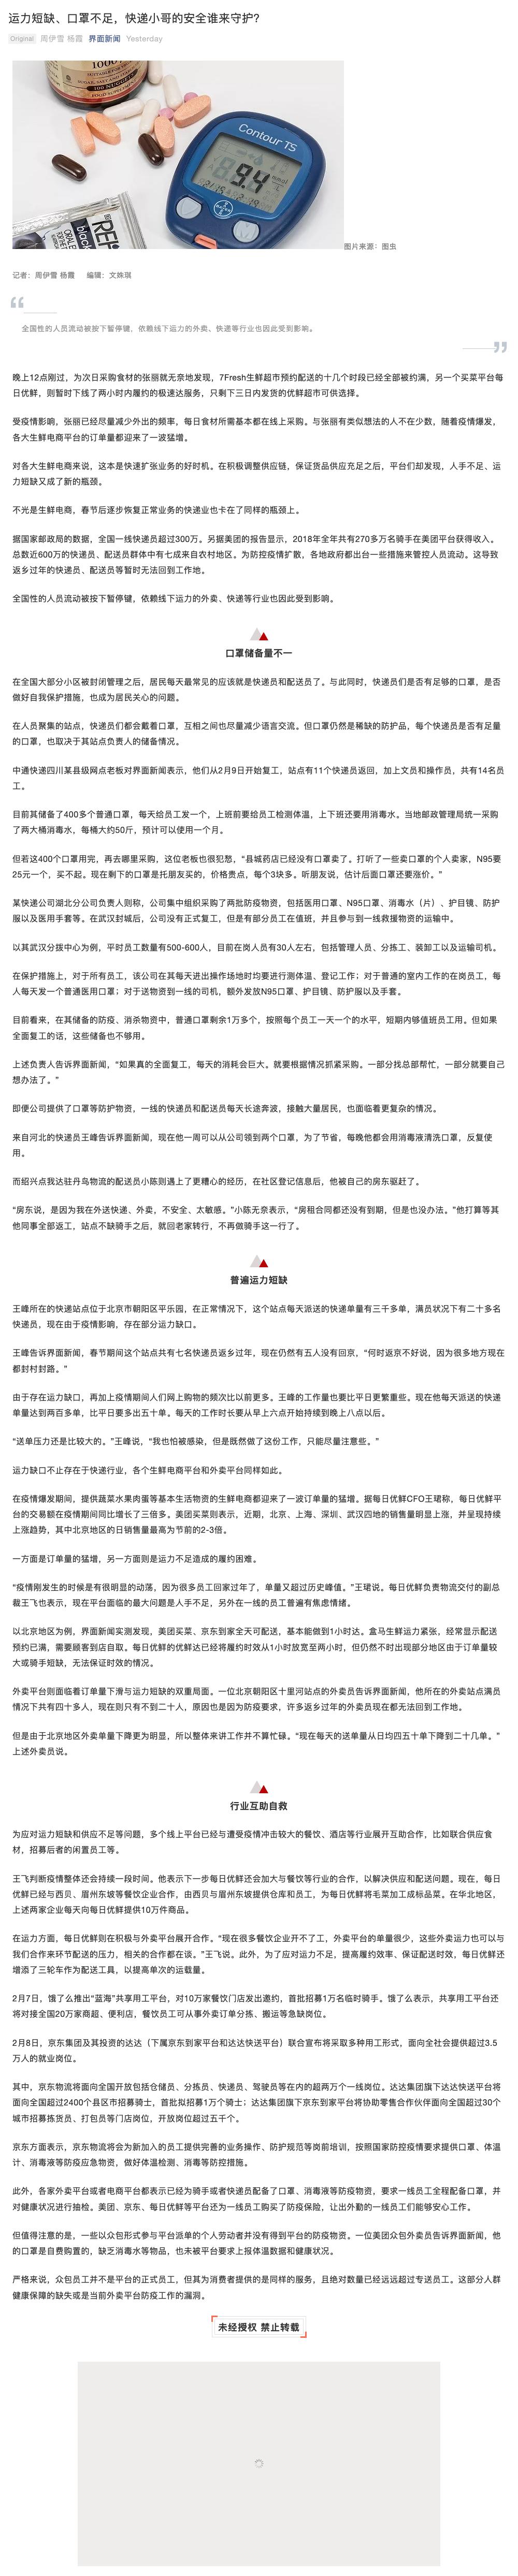 运力短缺、口罩不足，快递小哥的安全谁来守护？
Original 周伊雪 杨霞 界面新闻 Yesterday
Contour TS
9.4
BAYER
图片来源：图虫
记者：周伊雪 杨霞 编辑：文姝琪
全国性的人员流动被按下暂停键，依赖线下运力的外卖、快递等行业也因此受到影响。
晚上12点刚过，为次日采购食材的张丽就无奈地发现，7Fresh生鲜超市预约配送的十几个时段已经全部被约满，另一个买菜平台每
日优鲜，则暂时下线了两小时内履约的极速达服务，只剩下三日内发货的优鲜超市可供选择。
受疫情影响，张丽已经尽量减少外出的频率，每日食材所需基本都在线上采购。与张丽有类似想法的人不在少数，随着疫情爆发，
各大生鲜电商平台的订单量都迎来了一波猛增。
对各大生鲜电商来说，这本是快速扩张业务的好时机。在积极调整供应链，保证货品供应充足之后，平台们却发现，人手不足、运
力短缺又成了新的瓶颈。
不光是生鲜电商，春节后逐步恢复正常业务的快递业也卡在了同样的瓶颈上。
据国家邮政局的数据，全国一线快递员超过300万。另据美团的报告显示，2018年全年共有270多万名骑手在美团平台获得收入。
总数近600万的快递员、配送员群体中有七成来自农村地区。为防控疫情扩散，各地政府都出台一些措施来管控人员流动。这导致
返乡过年的快递员、配送员等暂时无法回到工作地。
全国性的人员流动被按下暂停键，依赖线下运力的外卖、快递等行业也因此受到影响。
口罩储备量不一
在全国大部分小区被封闭管理之后，居民每天最常见的应该就是快递员和配送员了。与此同时，快递员们是否有足够的口罩，是否
做好自我保护措施，也成为居民关心的问题。
在人员聚集的站点，快递员们都会戴着口罩，互相之间也尽量减少语言交流。但口罩仍然是稀缺的防护品，每个快递员是否有足量
的口罩，也取决于其站点负责人的储备情况。
中通快递四川某县级网点老板对界面新闻表示，他们从2月9日开始复工，站点有11个快递员返回，加上文员和操作员，共有14名员
工。
目前其储备了400多个普通口罩，每天给员工发一个，上班前要给员工检测体温，上下班还要用消毒水。当地邮政管理局统一采购
了两大桶消毒水，每桶大约50斤，预计可以使用一个月。
但若这400个口罩用完，再去哪里采购，这位老板也很犯愁，“县城药店已经没有口罩卖了。打听了一些卖口罩的个人卖家，N95要
25元一个，买不起。现在剩下的口罩是托朋友买的，价格贵点，每个3块多。听朋友说，估计后面口罩还要涨价。”
某快递公司湖北分公司负责人则称，公司集中组织采购了两批防疫物资，包括医用口罩、N95口罩、消毒水（片）、护目镜、防护
服以及医用手套等。在武汉封城后，公司没有正式复工，但是有部分员工在值班，并且参与到一线救援物资的运输中。
以其武汉分拨中心为例，平时员工数量有500-600人，目前在岗人员有30人左右，包括管理人员、分拣工、装卸工以及运输司机。
在保护措施上，对于所有员工，该公司在其每天进出操作场地时均要进行测体温、登记工作；对于普通的室内工作的在岗员工，每
人每天发一个普通医用口罩；对于送物资到一线的司机，额外发放N95口罩、护目镜、防护服以及手套。
目前看来，在其储备的防疫、消杀物资中，普通口罩剩余1万多个，按照每个员工一天一个的水平，短期内够值班员工用。但如果
全面复工的话，这些储备也不够用。
上述负责人告诉界面新闻，“如果真的全面复工，每天的消耗会巨大。就要根据情况抓紧采购。一部分找总部帮忙，一部分就要自己
想办法了。”
即便公司提供了口罩等防护物资，一线的快递员和配送员每天长途奔波，接触大量居民，也面临着更复杂的情况。
来自河北的快递员王峰告诉界面新闻，现在他一周可以从公司领到两个口罩，为了节省，每晚他都会用消毒液清洗口罩，反复使
用。
而绍兴点我达驻丹鸟物流的配送员小陈则遇上了更糟心的经历，在社区登记信息后，他被自己的房东驱赶了。
“房东说，是因为我在外送快递、外卖，不安全、太敏感。”小陈无奈表示，“房租合同都还没有到期，但是也没办法。”他打算等其
他同事全部返工，站点不缺骑手之后，就回老家转行，不再做骑手这一行了。
普遍运力短缺
王峰所在的快递站点位于北京市朝阳区平乐园，在正常情况下，这个站点每天派送的快递单量有三千多单，满员状况下有二十多名
快递员，现在由于疫情影响，存在部分运力缺口。
王峰告诉界面新闻，春节期间这个站点共有七名快递员返乡过年，现在仍然有五人没有回京，“何时返京不好说，因为很多地方现在
都封村封路。”
由于存在运力缺口，再加上疫情期间人们网上购物的频次比以前更多。王峰的工作量也要比平日更繁重些。现在他每天派送的快递
单量达到两百多单，比平日要多出五十单。每天的工作时长要从早上六点开始持续到晚上八点以后。
“送单压力还是比较大的。”王峰说，“我也怕被感染，但是既然做了这份工作，只能尽量注意些。”
运力缺口不止存在于快递行业，各个生鲜电商平台和外卖平台同样如此。
在疫情爆发期间，提供蔬菜水果肉蛋等基本生活物资的生鲜电商都迎来了一波订单量的猛增。据每日优鲜CFO王珺称，每日优鲜平
台的交易额在疫情期间同比增长了三倍多。美团买菜则表示，近期，北京、上海、深圳、武汉四地的销售量明显上涨，并呈现持续
上涨趋势，其中北京地区的日销售量最高为节前的2-3倍。
一方面是订单量的猛增，另一方面则是运力不足造成的履约困难。
“疫情刚发生的时候是有很明显的动荡，因为很多员工回家过年了，单量又超过历史峰值。”王珺说。每日优鲜负责物流交付的副总
裁王飞也表示，现在平台面临的最大问题是人手不足，另外在一线的员工普遍有焦虑情绪。
以北京地区为例，界面新闻实测发现，美团买菜、京东到家全天可配送，基本能做到1小时达。盒马生鲜运力紧张，经常显示配送
预约已满，需要顾客到店自取。每日优鲜的优鲜达已经将履约时效从1小时放宽至两小时，但仍然不时出现部分地区由于订单量较
大或骑手短缺，无法保证时效的情况。
外卖平台则面临着订单量下滑与运力短缺的双重局面。一位北京朝阳区十里河站点的外卖员告诉界面新闻，他所在的外卖站点满员
情况下共有四十多人，现在则只有不到二十人，原因也是因为防疫要求，许多返乡过年的外卖员现在都无法回到工作地。
但是由于北京地区外卖单量下降更为明显，所以整体来讲工作并不算忙碌。“现在每天的送单量从日均四五十单下降到二十几单。”
上述外卖员说。
行业互助自救
为应对运力短缺和供应不足等问题，多个线上平台已经与遭受疫情冲击较大的餐饮、酒店等行业展开互助合作，比如联合供应食
材，招募后者的闲置员工等。
王飞判断疫情整体还会持续一段时间。他表示下一步每日优鲜还会加大与餐饮等行业的合作，以解决供应和配送问题。现在，每日
优鲜已经与西贝、眉州东坡等餐饮企业合作，由西贝与眉州东坡提供仓库和员工，为每日优鲜将毛菜加工成标品菜。在华北地区，
上述两家企业每天向每日优鲜提供10万件商品。
在运力方面，每日优鲜则在积极与外卖平台展开合作。“现在很多餐饮企业开不了工，外卖平台的单量很少，这些外卖运力也可以与
我们合作来环节配送的压力，相关的合作都在谈。”王飞说。此外，为了应对运力不足，提高履约效率、保证配送时效，每日优鲜还
增添了三轮车作为配送工具，以提高单次的运载量。
2月7日，饿了么推出“蓝海”共享用工平台，对10万家餐饮门店发出邀约，首批招募1万名临时骑手。饿了么表示，共享用工平台还
将对接全国20万家商超、便利店，餐饮员工可从事外卖订单分拣、搬运等急缺岗位。
2月8日，京东集团及其投资的达达（下属京东到家平台和达达快送平台）联合宣布将采取多种用工形式，面向全社会提供超过3.5
万人的就业岗位。
其中，京东物流将面向全国开放包括仓储员、分拣员、快递员、驾驶员等在内的超两万个一线岗位。达达集团旗下达达快送平台将
面向全国超过2400个县区市招募骑士，首批拟招募1万个骑士；达达集团旗下京东到家平台将协助零售合作伙伴面向全国超过30个
城市招募拣货员、打包员等门店岗位，开放岗位超过五千个。
京东方面表示，京东物流将会为新加入的员工提供完善的业务操作、防护规范等岗前培训，按照国家防控疫情要求提供口罩、体温
计、消毒液等防疫应急物资，做好体温检测、消毒等防控措施。
此外，各家外卖平台或者电商平台都表示已经为骑手或者快递员配备了口罩、消毒液等防疫物资，要求一线员工全程配备口罩，并
对健康状况进行抽检。美团、京东、每日优鲜等平台还为一线员工购买了防疫保险，让出外勤的一线员工们能够安心工作。
但值得注意的是，一些以众包形式参与平台派单的个人劳动者并没有得到平台的防疫物资。一位美团众包外卖员告诉界面新闻，他
的口罩是自费购置的，缺乏消毒水等物品，也未被平台要求上报体温数据和健康状况。
严格来说，众包员工并不是平台的正式员工，但其为消费者提供的是同样的服务，且绝对数量已经远远超过专送员工。这部分人群
健康保障的缺失或是当前外卖平台防疫工作的漏洞。
未经授权 禁止转载